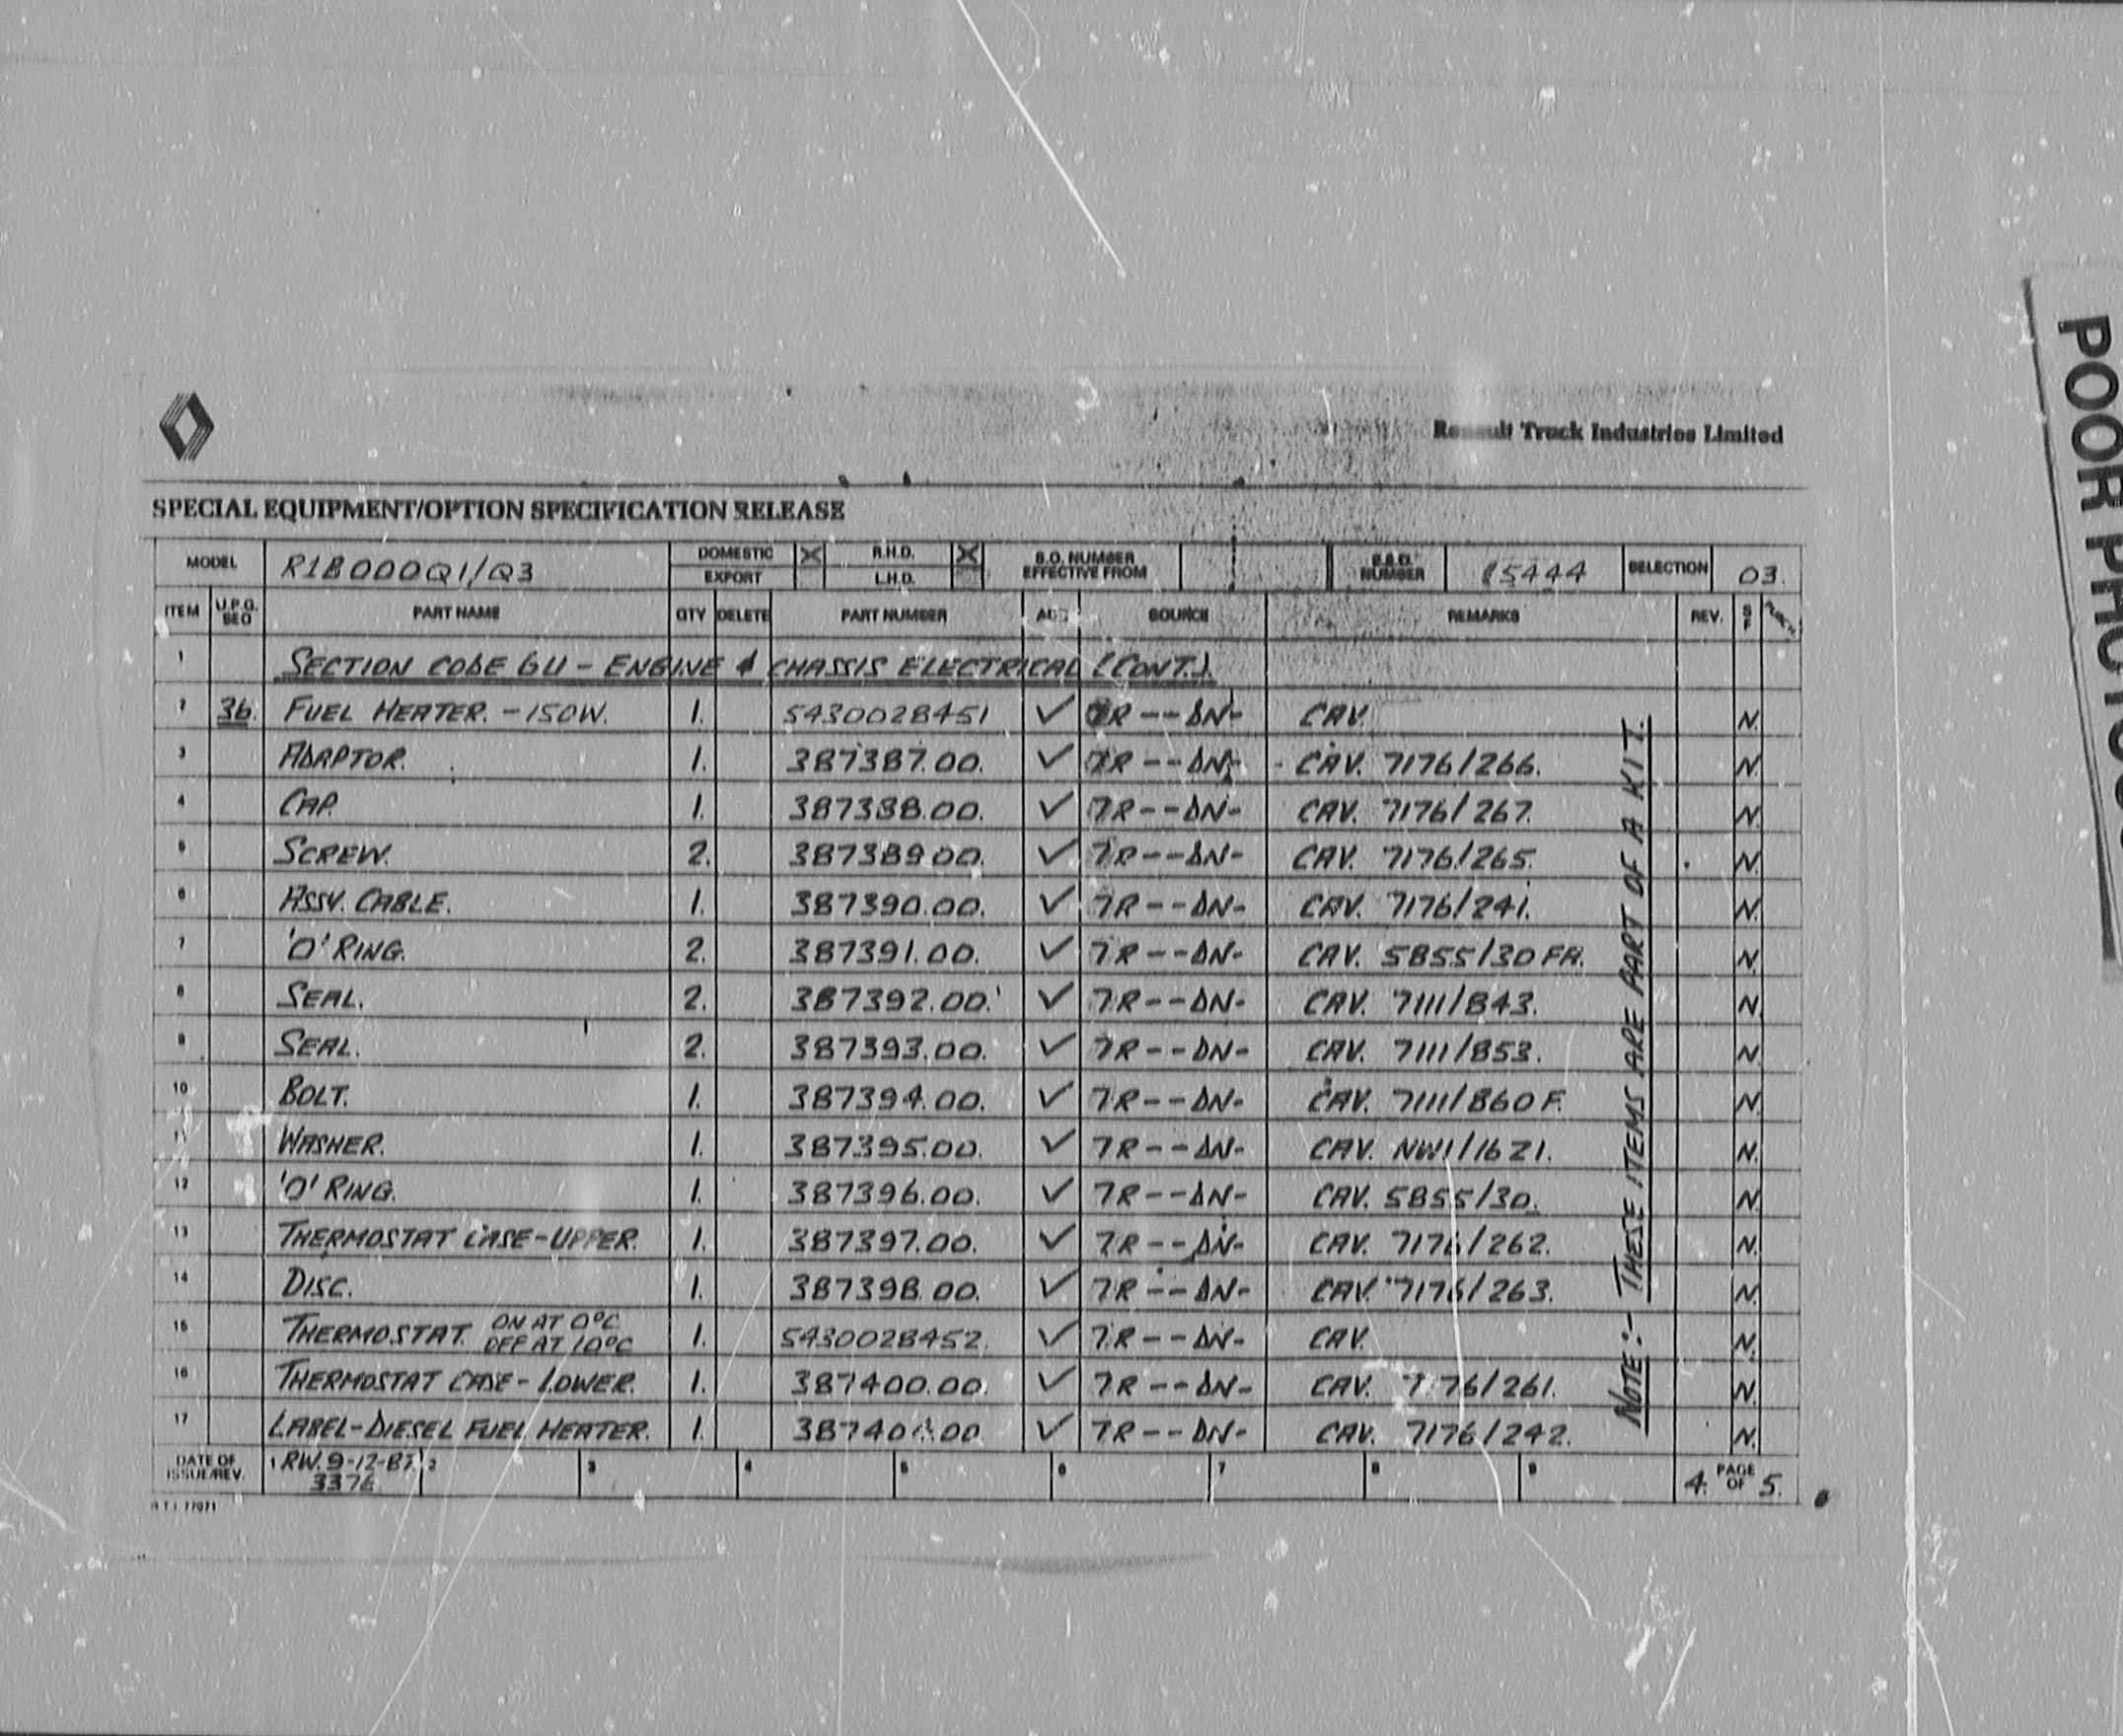 Renault Truck Industries Limited
SPECIAL EQUIPMENT/OPTION SPECIFICATION RELEASE
MODEL R1B000Q1/Q3 DOMESTIC X R.H.D. X S.O. NUMBER EFFECTIVE FROM NUMBER 15444 SELECTION 03.
EXPORT L.H.D.
ITEM U.P.G. SEQ PART NAME QTY DELETE PART NUMBER ADD SOURCE REMARKS REV. S F
1 SECTION CODE 6U - ENGINE & CHASSIS ELECTRICAL (CONT.).
2 36. FUEL HEATER. - 150W. 1. 5430028451 ✓ 7R--DN- CAV. N.
3 ADAPTOR. 1. 387387.00. ✓ 7R--DN- CAV. 7176/266. N.
4 CAP. 1. 387388.00. ✓ 7R--DN- CAV. 7176/267. N.
5 SCREW. 2. 387389.00. ✓ 7R--DN- CAV. 7176/265. N.
6 ASSY. CABLE. 1. 387390.00. ✓ 7R--DN- CAV. 7176/241. N.
7 'O' RING. 2. 387391.00. ✓ 7R--DN- CAV. 5855/30FA. N.
8 SEAL. 2. 387392.00. ✓ 7R--DN- CAV. 7111/843. N.
9 SEAL. 2. 387393.00. ✓ 7R--DN- CAV. 7111/853. N.
10 BOLT. 1. 387394.00. ✓ 7R--DN- CAV. 7111/860F. N.
11 WASHER. 1. 387395.00. ✓ 7R--DN- CAV. NW1/16Z1. N.
12 'O' RING. 1. 387396.00. ✓ 7R--DN- CAV. 5855/30. N.
13 THERMOSTAT CASE-UPPER. 1. 387397.00. ✓ 7R--DN- CAV. 7176/262. N.
14 DISC. 1. 387398.00. ✓ 7R--DN- CAV. 7176/263. N.
15 THERMOSTAT. ON AT 0°C OFF AT 10°C 1. 5430028452. ✓ 7R--DN- CAV. N.
16 THERMOSTAT CASE - LOWER. 1. 387400.00. ✓ 7R--DN- CAV. 7176/261. N.
17 LABEL-DIESEL FUEL HEATER. 1. ✓ 7R--DN- CAV. 7176/242. N.
NOTE:- THESE ITEMS ARE PART OF A KIT.
DATE OF ISSUE/REV. 1 RW. 9-12-87. 2 3 4 5 6 7 8 9 4. PAGE OF 5.
3376
R T I 77071
POOR